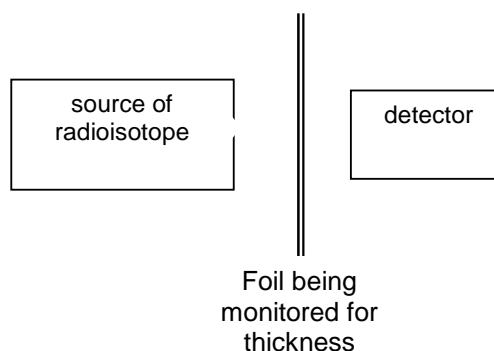 source of
radioisotope
detector
Foil being
monitored for
thickness